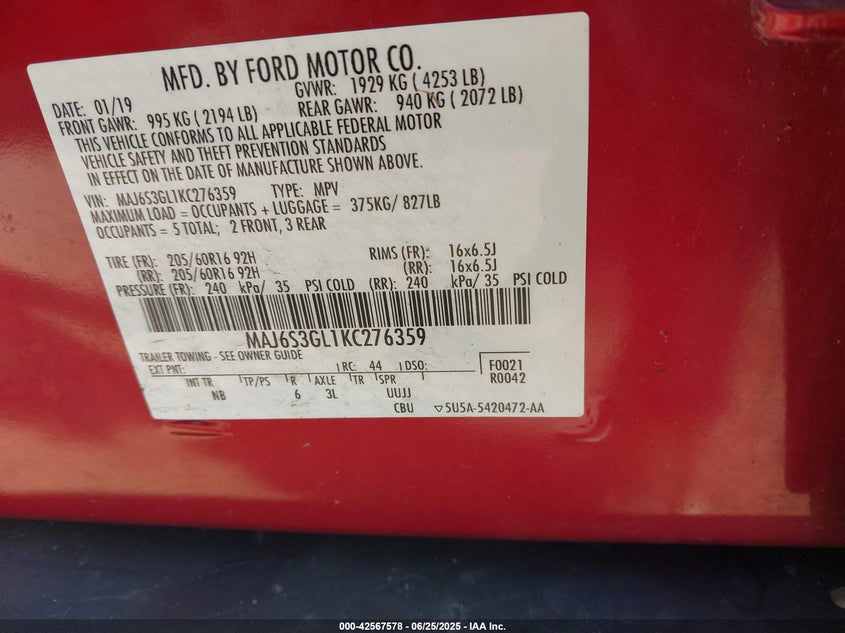 MFD. BY FORD MOTOR CO.
DATE: 01/19 GVWR: 1929 KG ( 4253 LB)
FRONT GAWR: 995 KG ( 2194 LB) REAR GAWR: 940 KG ( 2072 LB)
THIS VEHICLE CONFORMS TO ALL APPLICABLE FEDERAL MOTOR
VEHICLE SAFETY AND THEFT PREVENTION STANDARDS
IN EFFECT ON THE DATE OF MANUFACTURE SHOWN ABOVE.
VIN: MAJ6S3GL1KC276359 TYPE: MPV
MAXIMUM LOAD = OCCUPANTS + LUGGAGE = 375KG/ 827LB
OCCUPANTS = 5 TOTAL; 2 FRONT, 3 REAR
TIRE (FR): 205/60R16 92H RIMS (FR): 16x6.5J
(RR): 205/60R16 92H (RR): 16x6.5J
PRESSURE (FR): 240 kPa/ 35 PSI COLD (RR): 240 kPa/ 35 PSI COLD
MAJ6S3GL1KC276359
TRAILER TOWING - SEE OWNER GUIDE
EXT PNT: RC: 44 DSO: F0021
R0042
INT TR TP/PS R AXLE TR SPR
NB 6 3L UUJJ
CBU ▽5U5A-5420472-AA
000-42567578 - 06/25/2025 - IAA Inc.